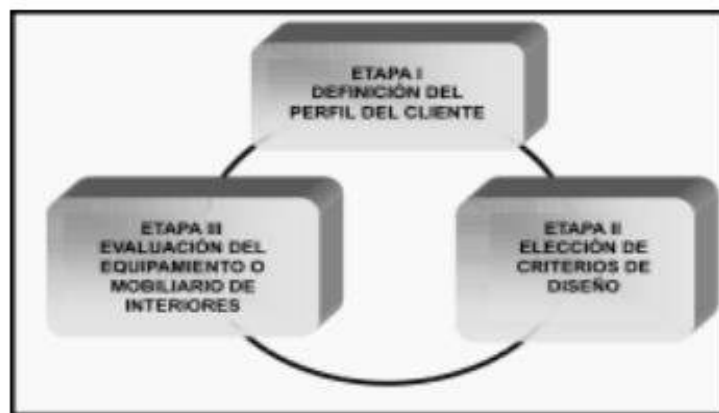 ETAPA I
DEFINICIÓN DEL
PERFIL DEL CLIENTE
ETAPA III
EVALUACIÓN DEL
EQUIPAMIENTO O
MOBILIARIO DE
INTERIORES
ETAPA II
ELECCIÓN DE
CRITERIOS DE
DISEÑO